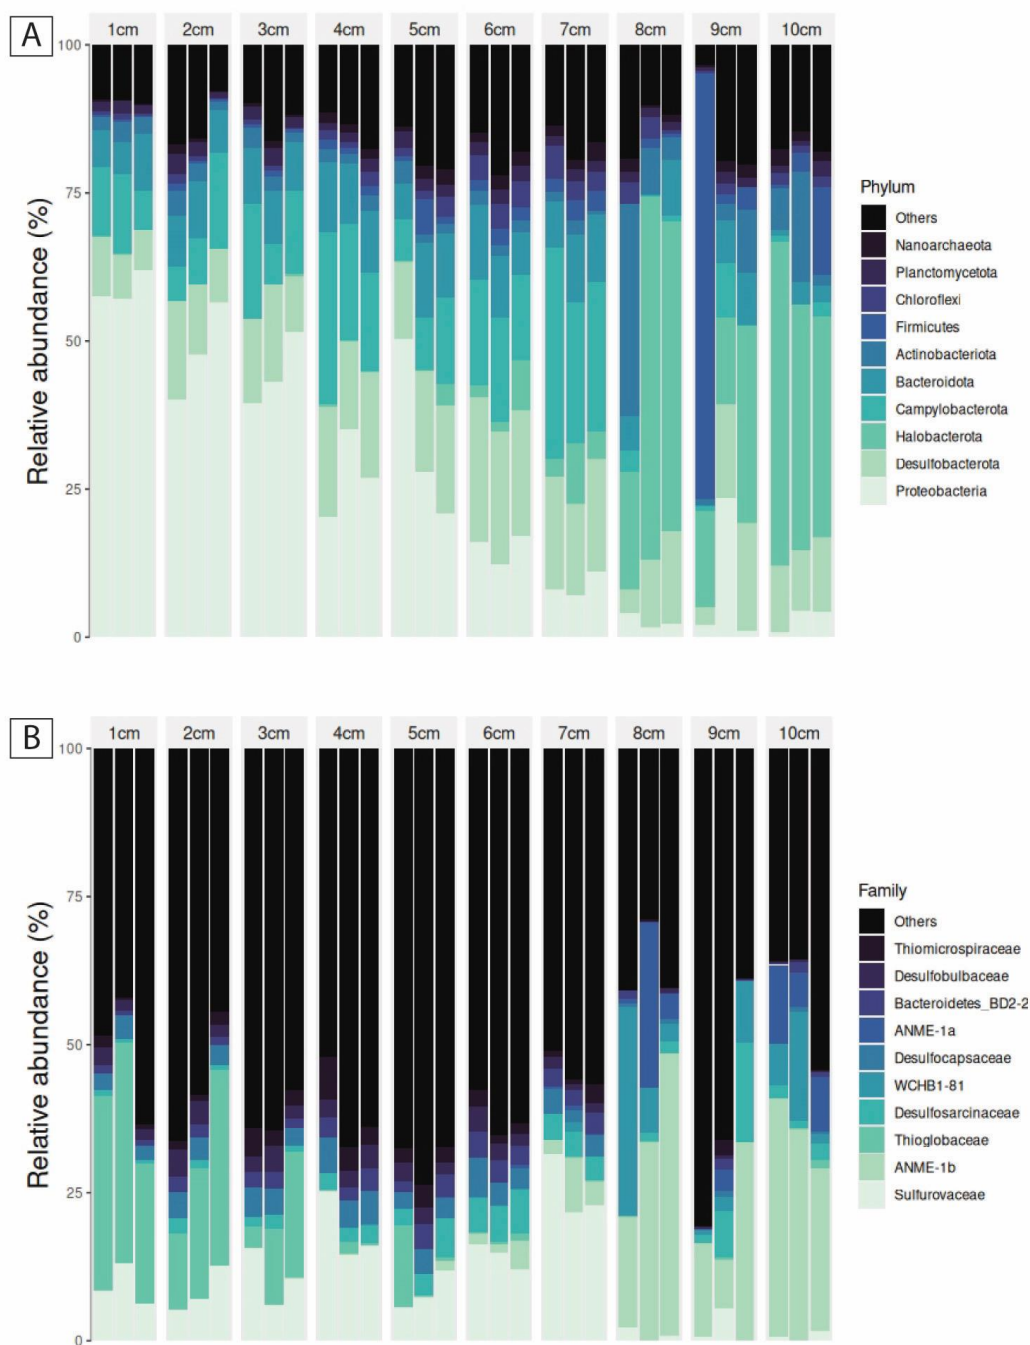 A
1cm 2cm 3cm 4cm 5cm 6cm 7cm 8cm 9cm 10cm
100
75
50
25
0
Relative abundance (%)
Phylum
Others
Nanoarchaeota
Planctomycetota
Chloroflexi
Firmicutes
Actinobacteriota
Bacteroidota
Campylobacterota
Halobacterota
Desulfobacterota
Proteobacteria
B
1cm 2cm 3cm 4cm 5cm 6cm 7cm 8cm 9cm 10cm
100
75
50
25
0
Relative abundance (%)
Family
Others
Thiomicrospiraceae
Desulfobulbaceae
Bacteroidetes_BD2-2
ANME-1a
Desulfocapsaceae
WCHB1-81
Desulfosarcinaceae
Thioglobaceae
ANME-1b
Sulfurovaceae